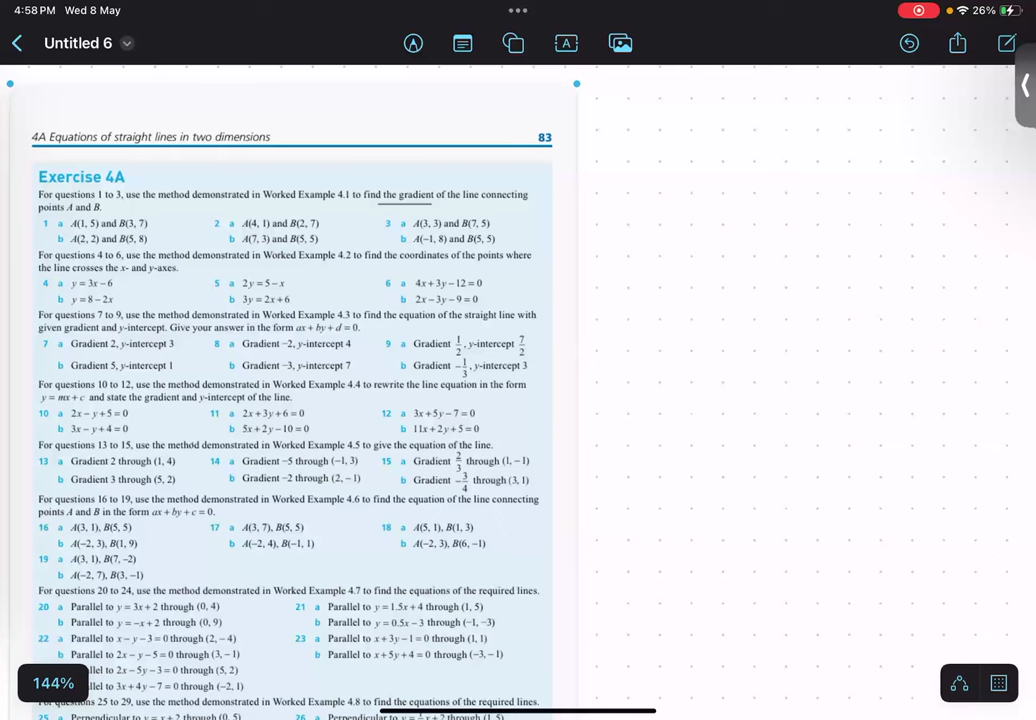 4:58 PM Wed 8 May
26%
Untitled 6
A
4A Equations of straight lines in two dimensions 83
Exercise 4A
For questions 1 to 3, use the method demonstrated in Worked Example 4.1 to find the gradient of the line connecting
points A and B.
1 a A(1, 5) and B(3, 7) 2 a A(4, 1) and B(2, 7) 3 a A(3, 3) and B(7, 5)
b A(2, 2) and B(5, 8) b A(7, 3) and B(5, 5) b A(−1, 8) and B(5, 5)
For questions 4 to 6, use the method demonstrated in Worked Example 4.2 to find the coordinates of the points where
the line crosses the x- and y-axes.
4 a y = 3x − 6 5 a 2y = 5 − x 6 a 4x + 3y − 12 = 0
b y = 8 − 2x b 3y = 2x + 6 b 2x − 3y − 9 = 0
For questions 7 to 9, use the method demonstrated in Worked Example 4.3 to find the equation of the straight line with
given gradient and y-intercept. Give your answer in the form ax + by + d = 0.
7 a Gradient 2, y-intercept 3 8 a Gradient −2, y-intercept 4 9 a Gradient 1/2, y-intercept 7/2
b Gradient 5, y-intercept 1 b Gradient −3, y-intercept 7 b Gradient −1/3, y-intercept 3
For questions 10 to 12, use the method demonstrated in Worked Example 4.4 to rewrite the line equation in the form
y = mx + c and state the gradient and y-intercept of the line.
10 a 2x − y + 5 = 0 11 a 2x + 3y + 6 = 0 12 a 3x + 5y − 7 = 0
b 3x − y + 4 = 0 b 5x + 2y − 10 = 0 b 11x + 2y + 5 = 0
For questions 13 to 15, use the method demonstrated in Worked Example 4.5 to give the equation of the line.
13 a Gradient 2 through (1, 4) 14 a Gradient −5 through (−1, 3) 15 a Gradient 2/3 through (1, −1)
b Gradient 3 through (5, 2) b Gradient −2 through (2, −1) b Gradient −3/4 through (3, 1)
For questions 16 to 19, use the method demonstrated in Worked Example 4.6 to find the equation of the line connecting
points A and B in the form ax + by + c = 0.
16 a A(3, 1), B(5, 5) 17 a A(3, 7), B(5, 5) 18 a A(5, 1), B(1, 3)
b A(−2, 3), B(1, 9) b A(−2, 4), B(−1, 1) b A(−2, 3), B(6, −1)
19 a A(3, 1), B(7, −2)
b A(−2, 7), B(3, −1)
For questions 20 to 24, use the method demonstrated in Worked Example 4.7 to find the equations of the required lines.
20 a Parallel to y = 3x + 2 through (0, 4) 21 a Parallel to y = 1.5x + 4 through (1, 5)
b Parallel to y = −x + 2 through (0, 9) b Parallel to y = 0.5x − 3 through (−1, −3)
22 a Parallel to x − y − 3 = 0 through (2, −4) 23 a Parallel to x + 3y − 1 = 0 through (1, 1)
b Parallel to 2x − y − 5 = 0 through (3, −1) b Parallel to x + 5y + 4 = 0 through (−3, −1)
llel to 2x − 5y − 3 = 0 through (5, 2)
144%
llel to 3x + 4y − 7 = 0 through (−2, 1)
questions 25 to 29, use the method demonstrated in Worked Example 4.8 to find the equations of the required lines.
25 a Perpendicular to y = x + 2 through (0, 5) 26 a Perpendicular to y = x + 2 through (1, 5)